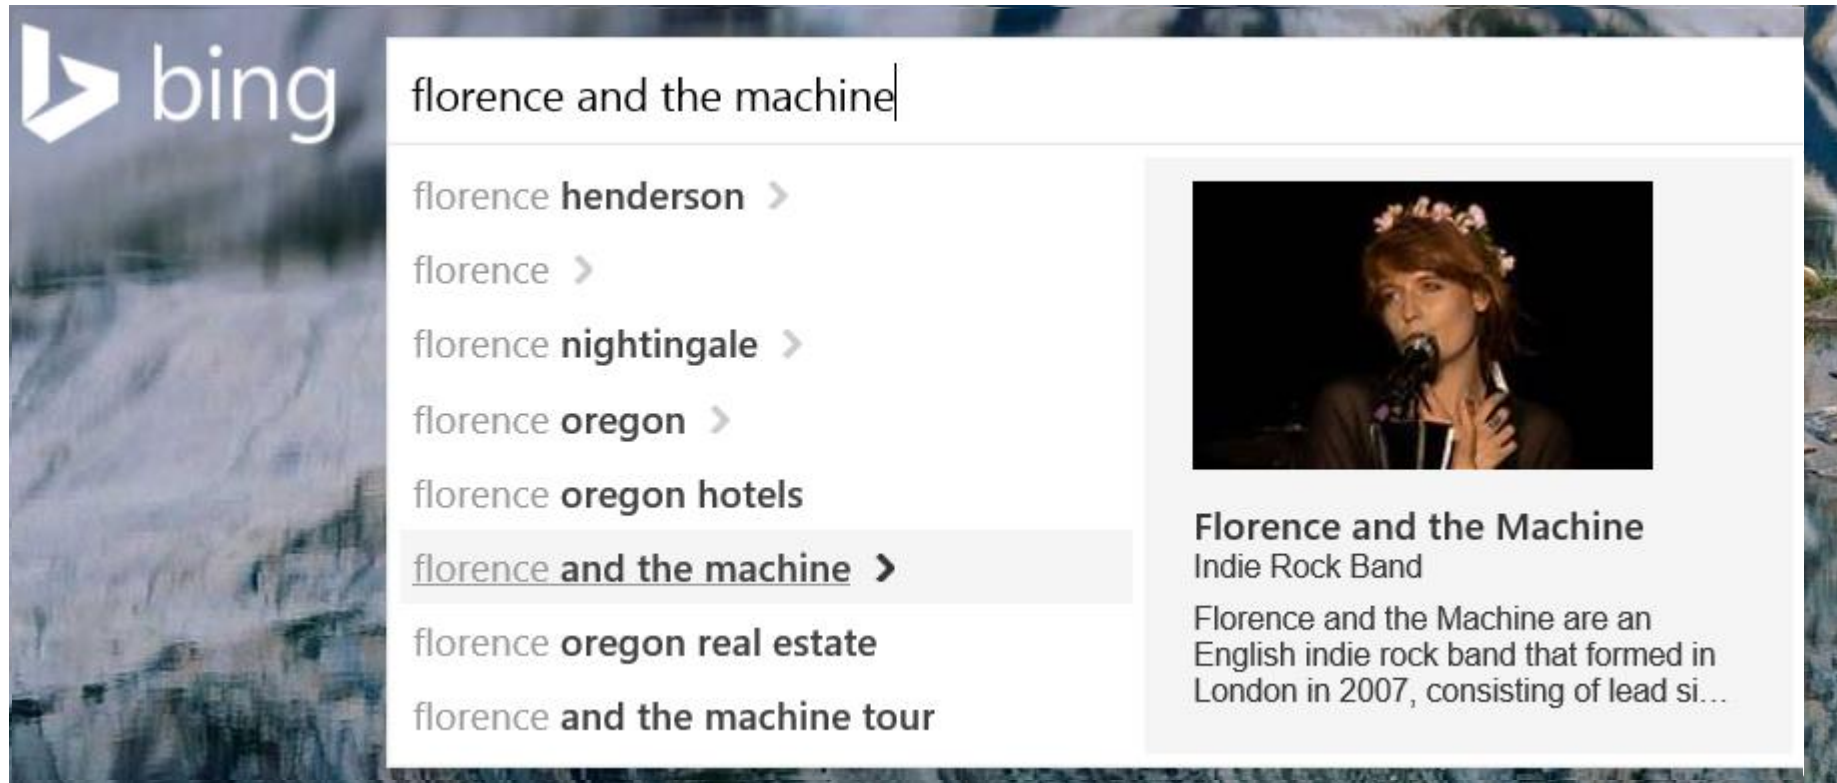 bing
florence and the machine
florence henderson
florence
florence nightingale
florence oregon
florence oregon hotels
florence and the machine
florence oregon real estate
florence and the machine tour
Florence and the Machine
Indie Rock Band
Florence and the Machine are an
English indie rock band that formed in
London in 2007, consisting of lead si...